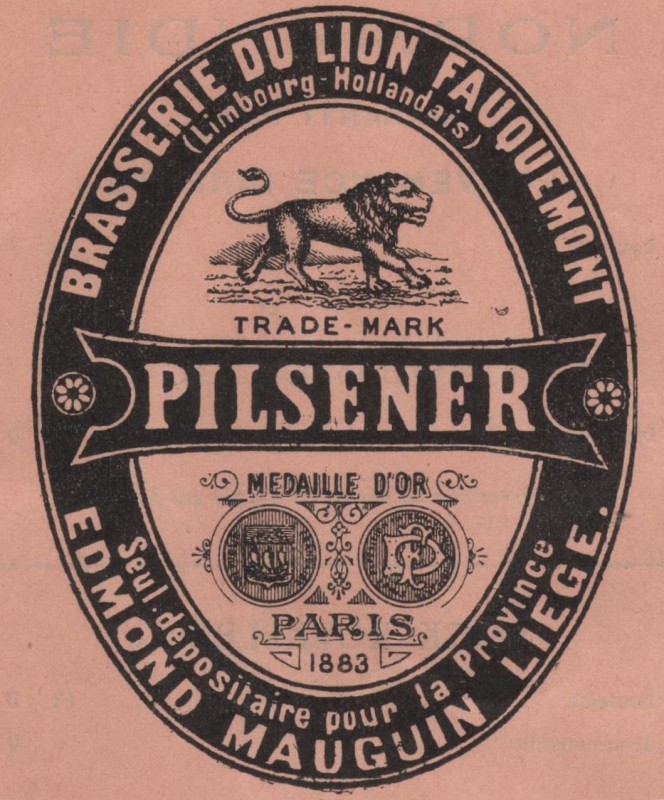 BRASSERIE DU LION FAUQUEMONT
(Limbourg-Hollandais)
TRADE-MARK
PILSENER
MEDAILLE D'OR
PARIS
1883
Seul dépositaire pour la Province
EDMOND MAUGUIN LIEGE.